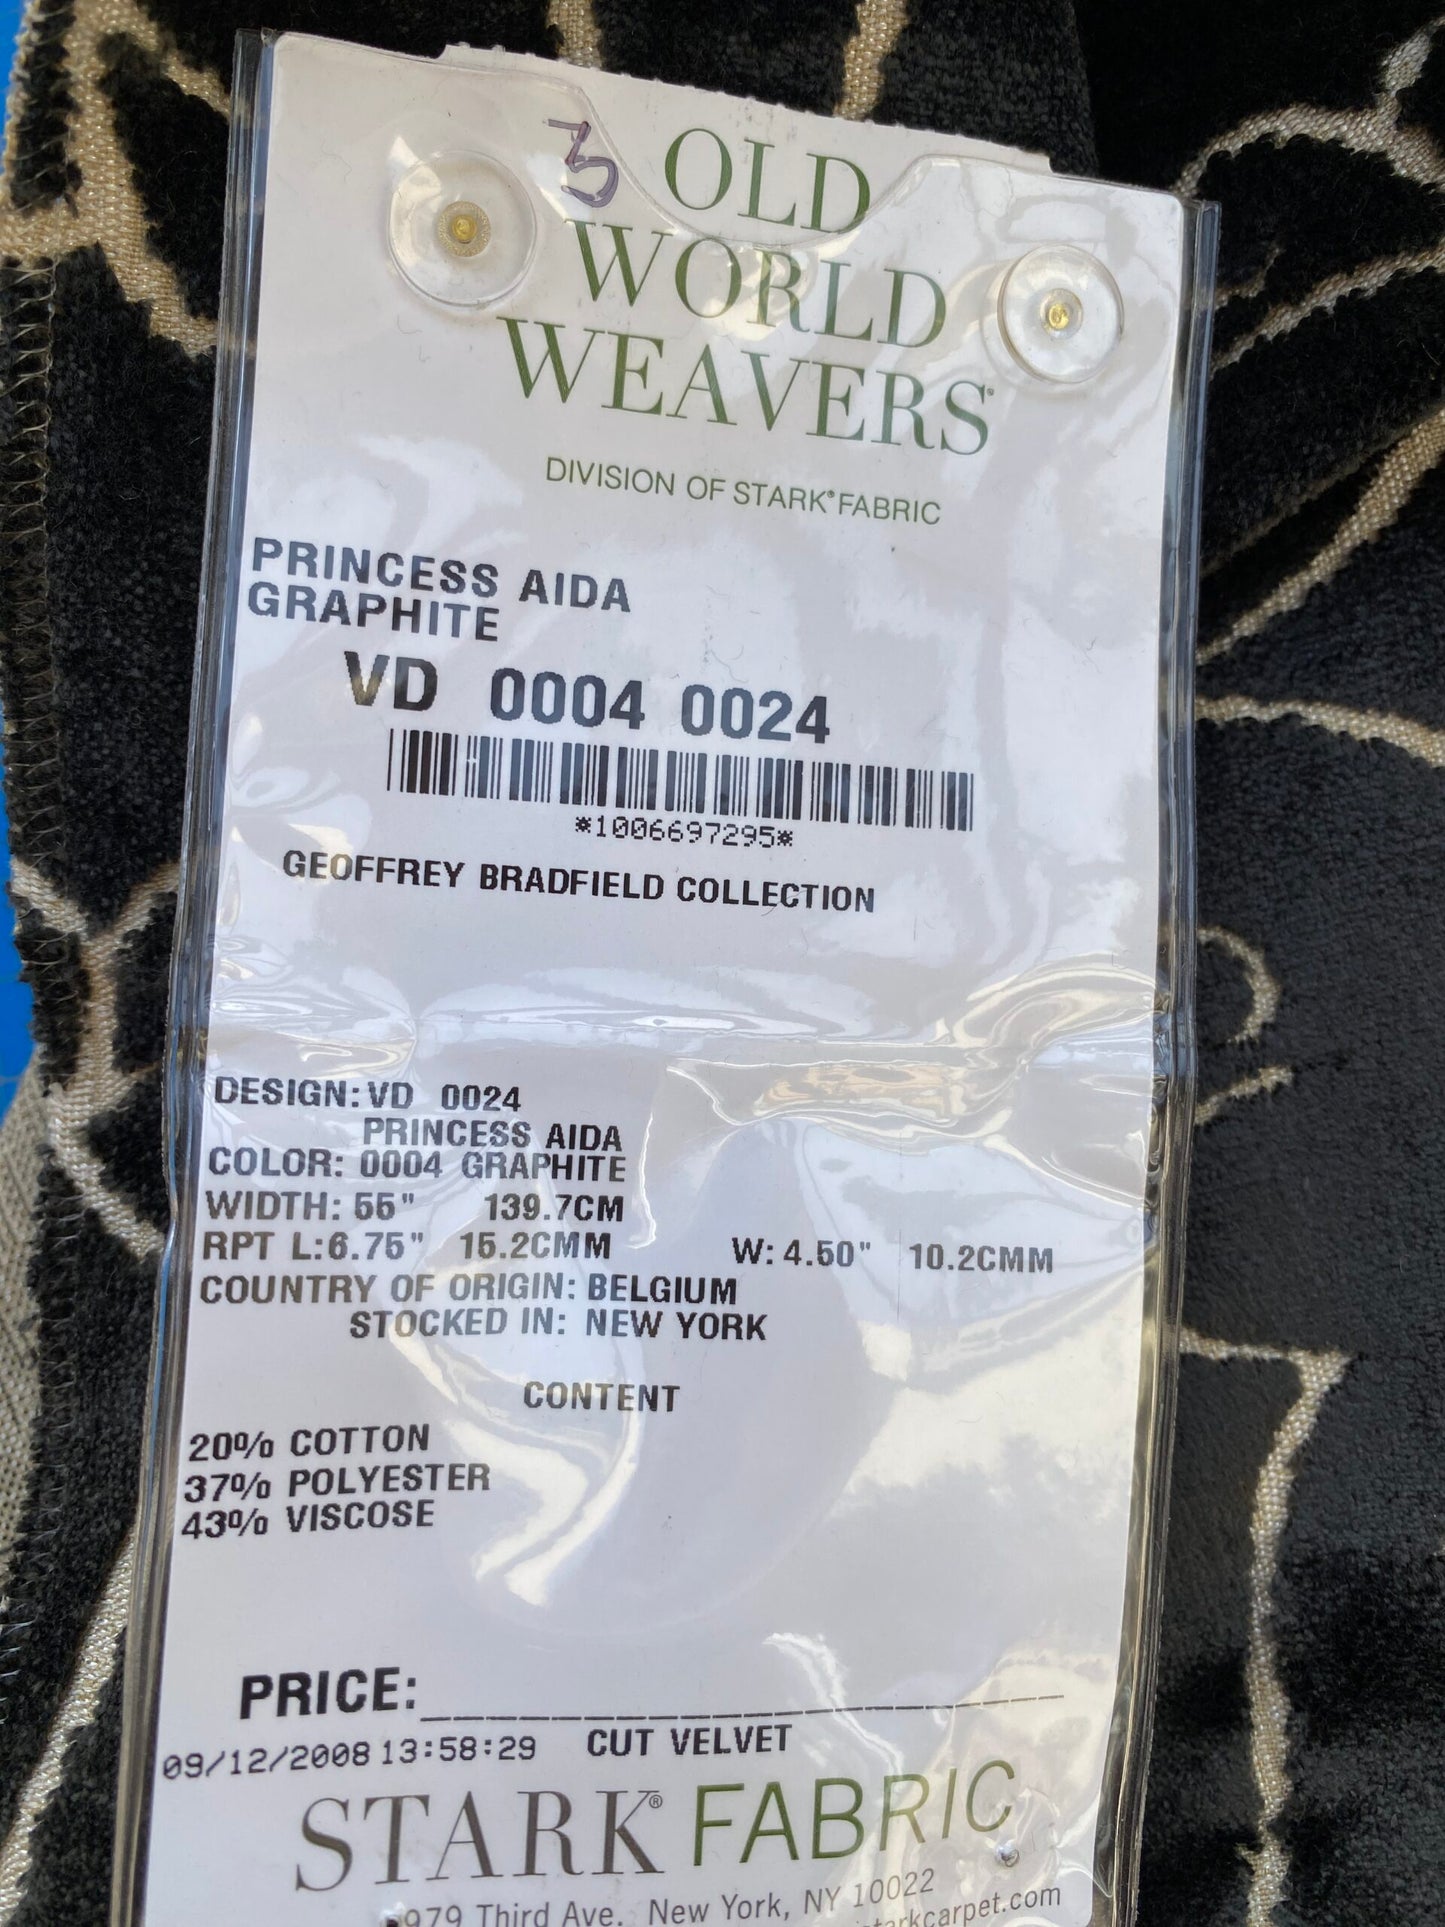 3
OLD
WORLD
WEAVERS®
DIVISION OF STARK® FABRIC
PRINCESS AIDA
GRAPHITE
VD 0004 0024
*1006697295*
GEOFFREY BRADFIELD COLLECTION
DESIGN: VD 0024
PRINCESS AIDA
COLOR: 0004 GRAPHITE
WIDTH: 55" 139.7CM
RPT L: 6.75" 15.2CMM W: 4.50" 10.2CMM
COUNTRY OF ORIGIN: BELGIUM
STOCKED IN: NEW YORK
CONTENT
20% COTTON
37% POLYESTER
43% VISCOSE
PRICE:
09/12/2008 13:58:29 CUT VELVET
STARK® FABRIC
979 Third Ave. New York, NY 10022
starkcarpet.com